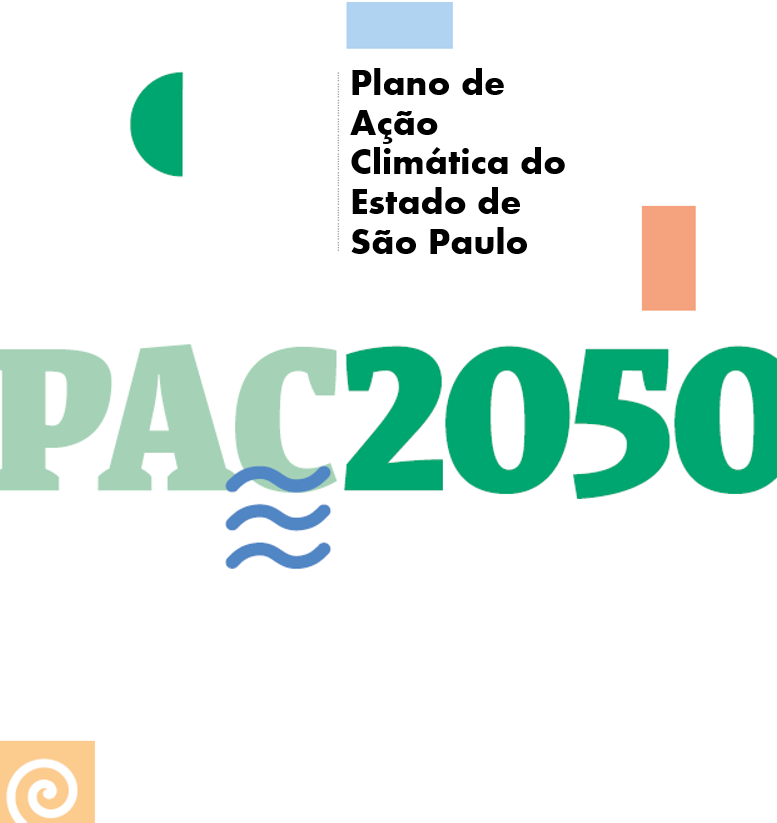 Plano de
Ação
Climática do
Estado de
São Paulo
PAC2050